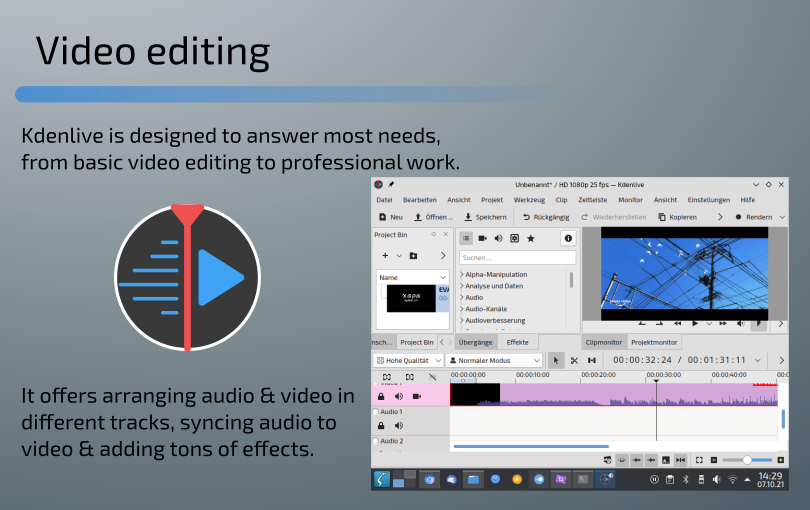 Video editing
Kdenlive is designed to answer most needs,
from basic video editing to professional work.
Unbenannt* / HD 1080p 25 fps — Kdenlive
Datei Bearbeiten Ansicht Projekt Werkzeug Clip Zeitleiste Monitor Ansicht Einstellungen Hilfe
Neu Öffnen ... Speichern Rückgängig Wiederherstellen Kopieren Rendern
Project Bin
Suchen ...
Name
Alpha-Manipulation
Analyse und Daten
Audio
Audio-Kanäle
Audioverbesserung
nsch... Project Bin Übergänge Effekte Clipmonitor Projektmonitor
Hohe Qualität Normaler Modus 00:00:32:24 / 00:01:31:11
00:00:00:00 00:00:10:00 00:00:20:00 00:00:30:00 00:00:40:00
Audio 1
Audio 2
It offers arranging audio & video in
different tracks, syncing audio to
video & adding tons of effects.
14:29
07.10.21